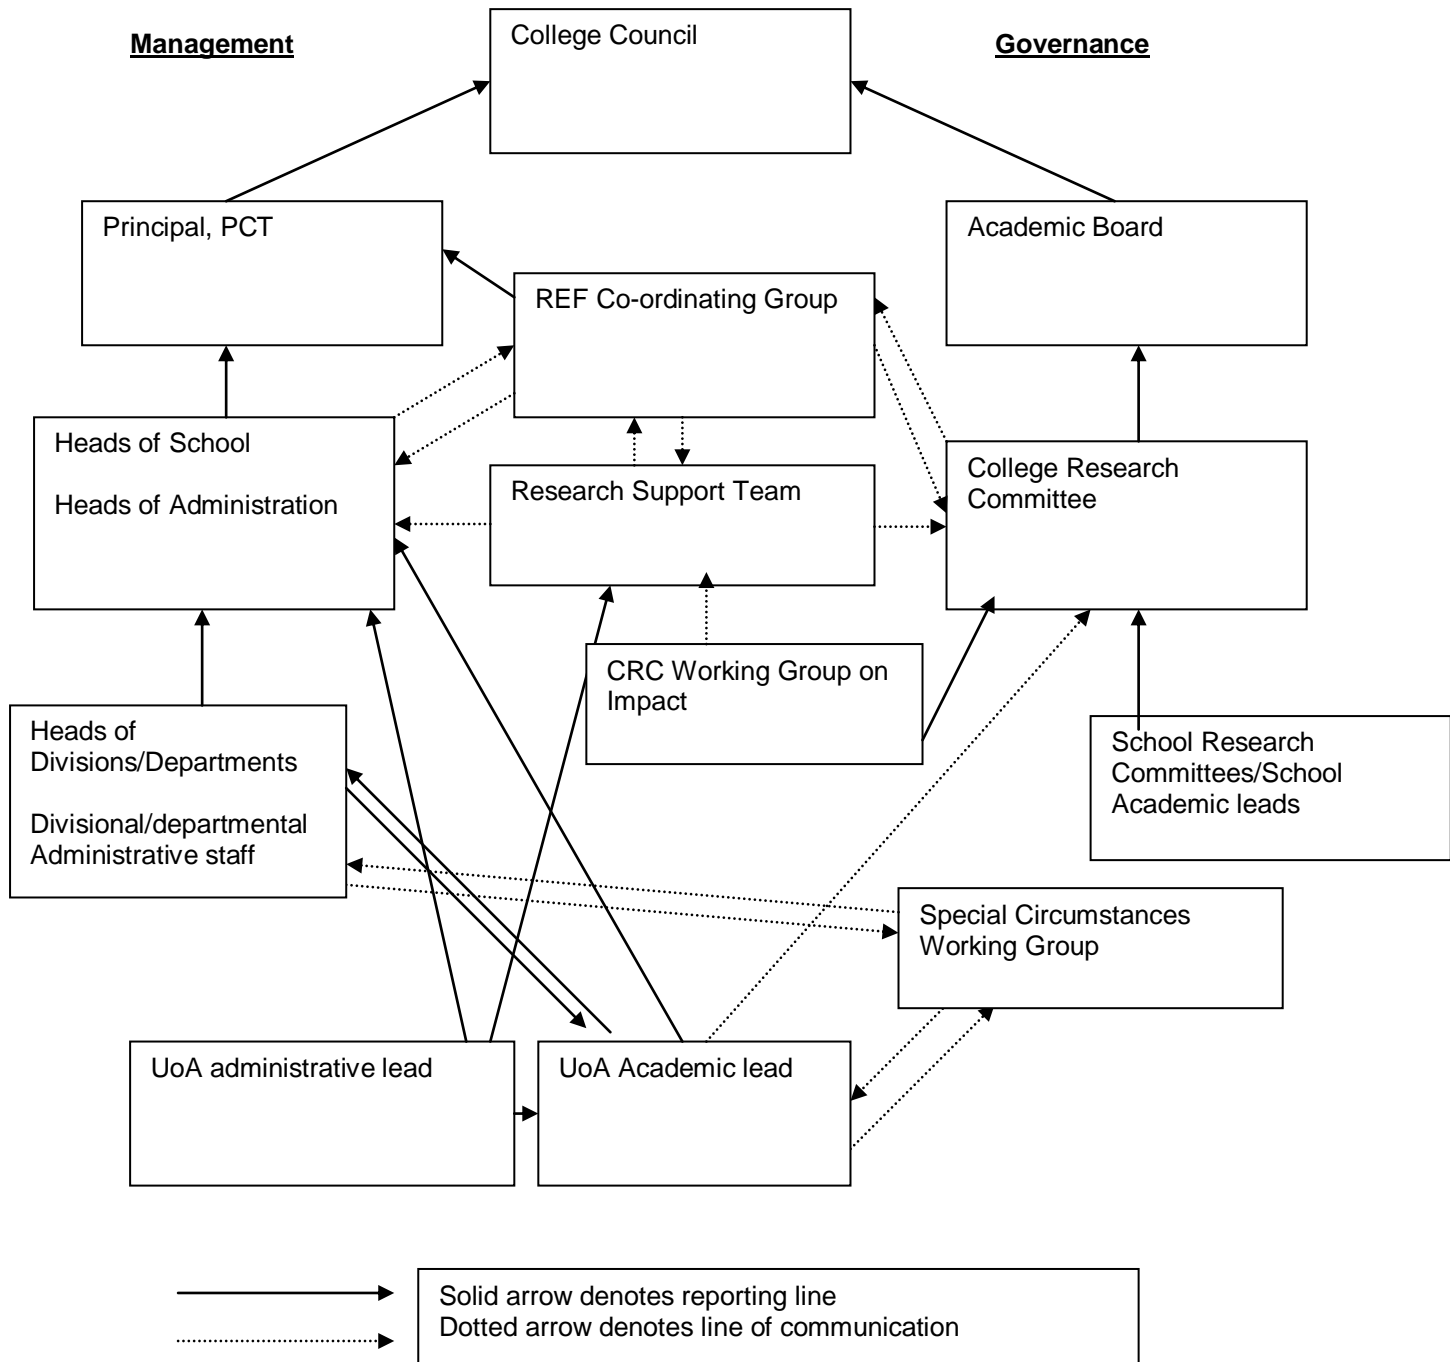 Management
College Council
Governance
Principal, PCT
Academic Board
REF Co-ordinating Group
Heads of School
Heads of Administration
Research Support Team
College Research
Committee
CRC Working Group on
Impact
Heads of
Divisions/Departments
Divisional/departmental
Administrative staff
School Research
Committees/School
Academic leads
Special Circumstances
Working Group
UoA administrative lead
UoA Academic lead
Solid arrow denotes reporting line
Dotted arrow denotes line of communication